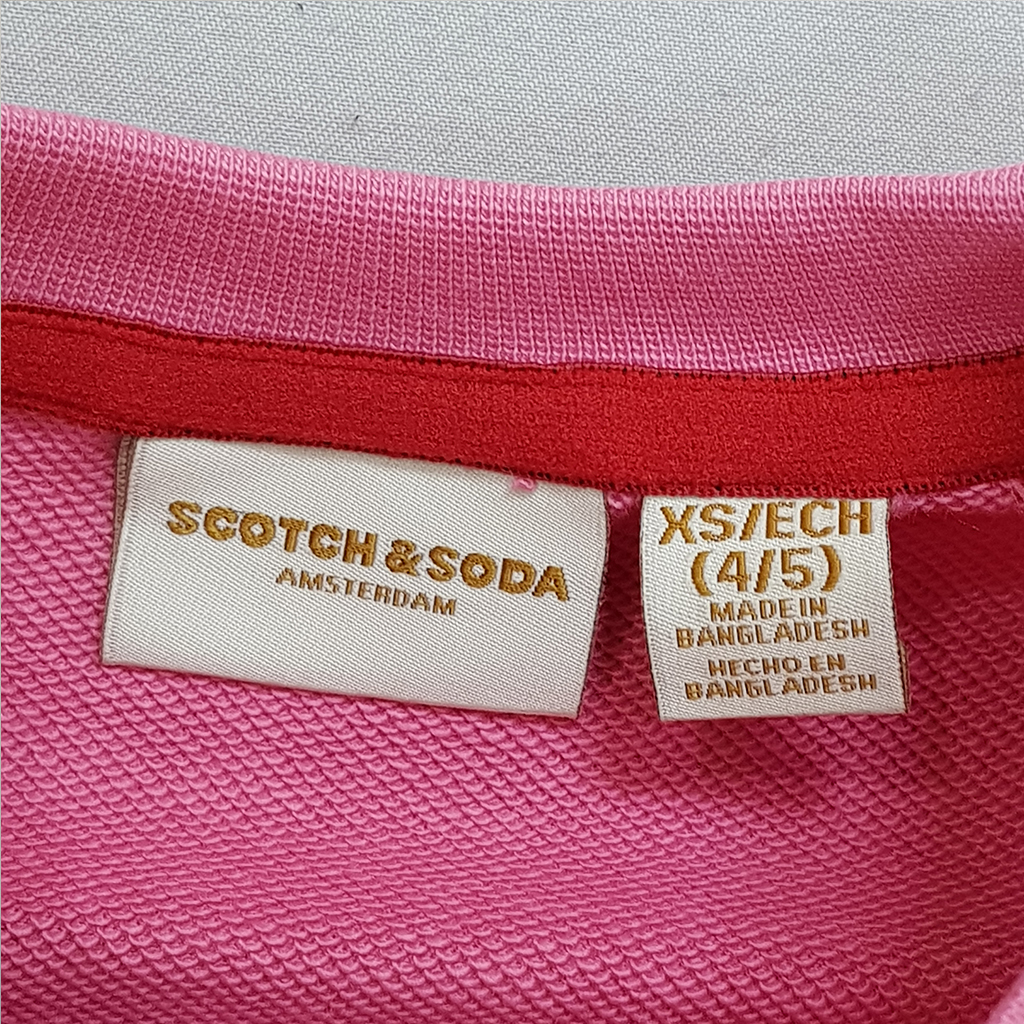 SCOTCH & SODA
AMSTERDAM
XS/ECH
(4/5)
MADE IN
BANGLADESH
HECHO EN
BANGLADESH